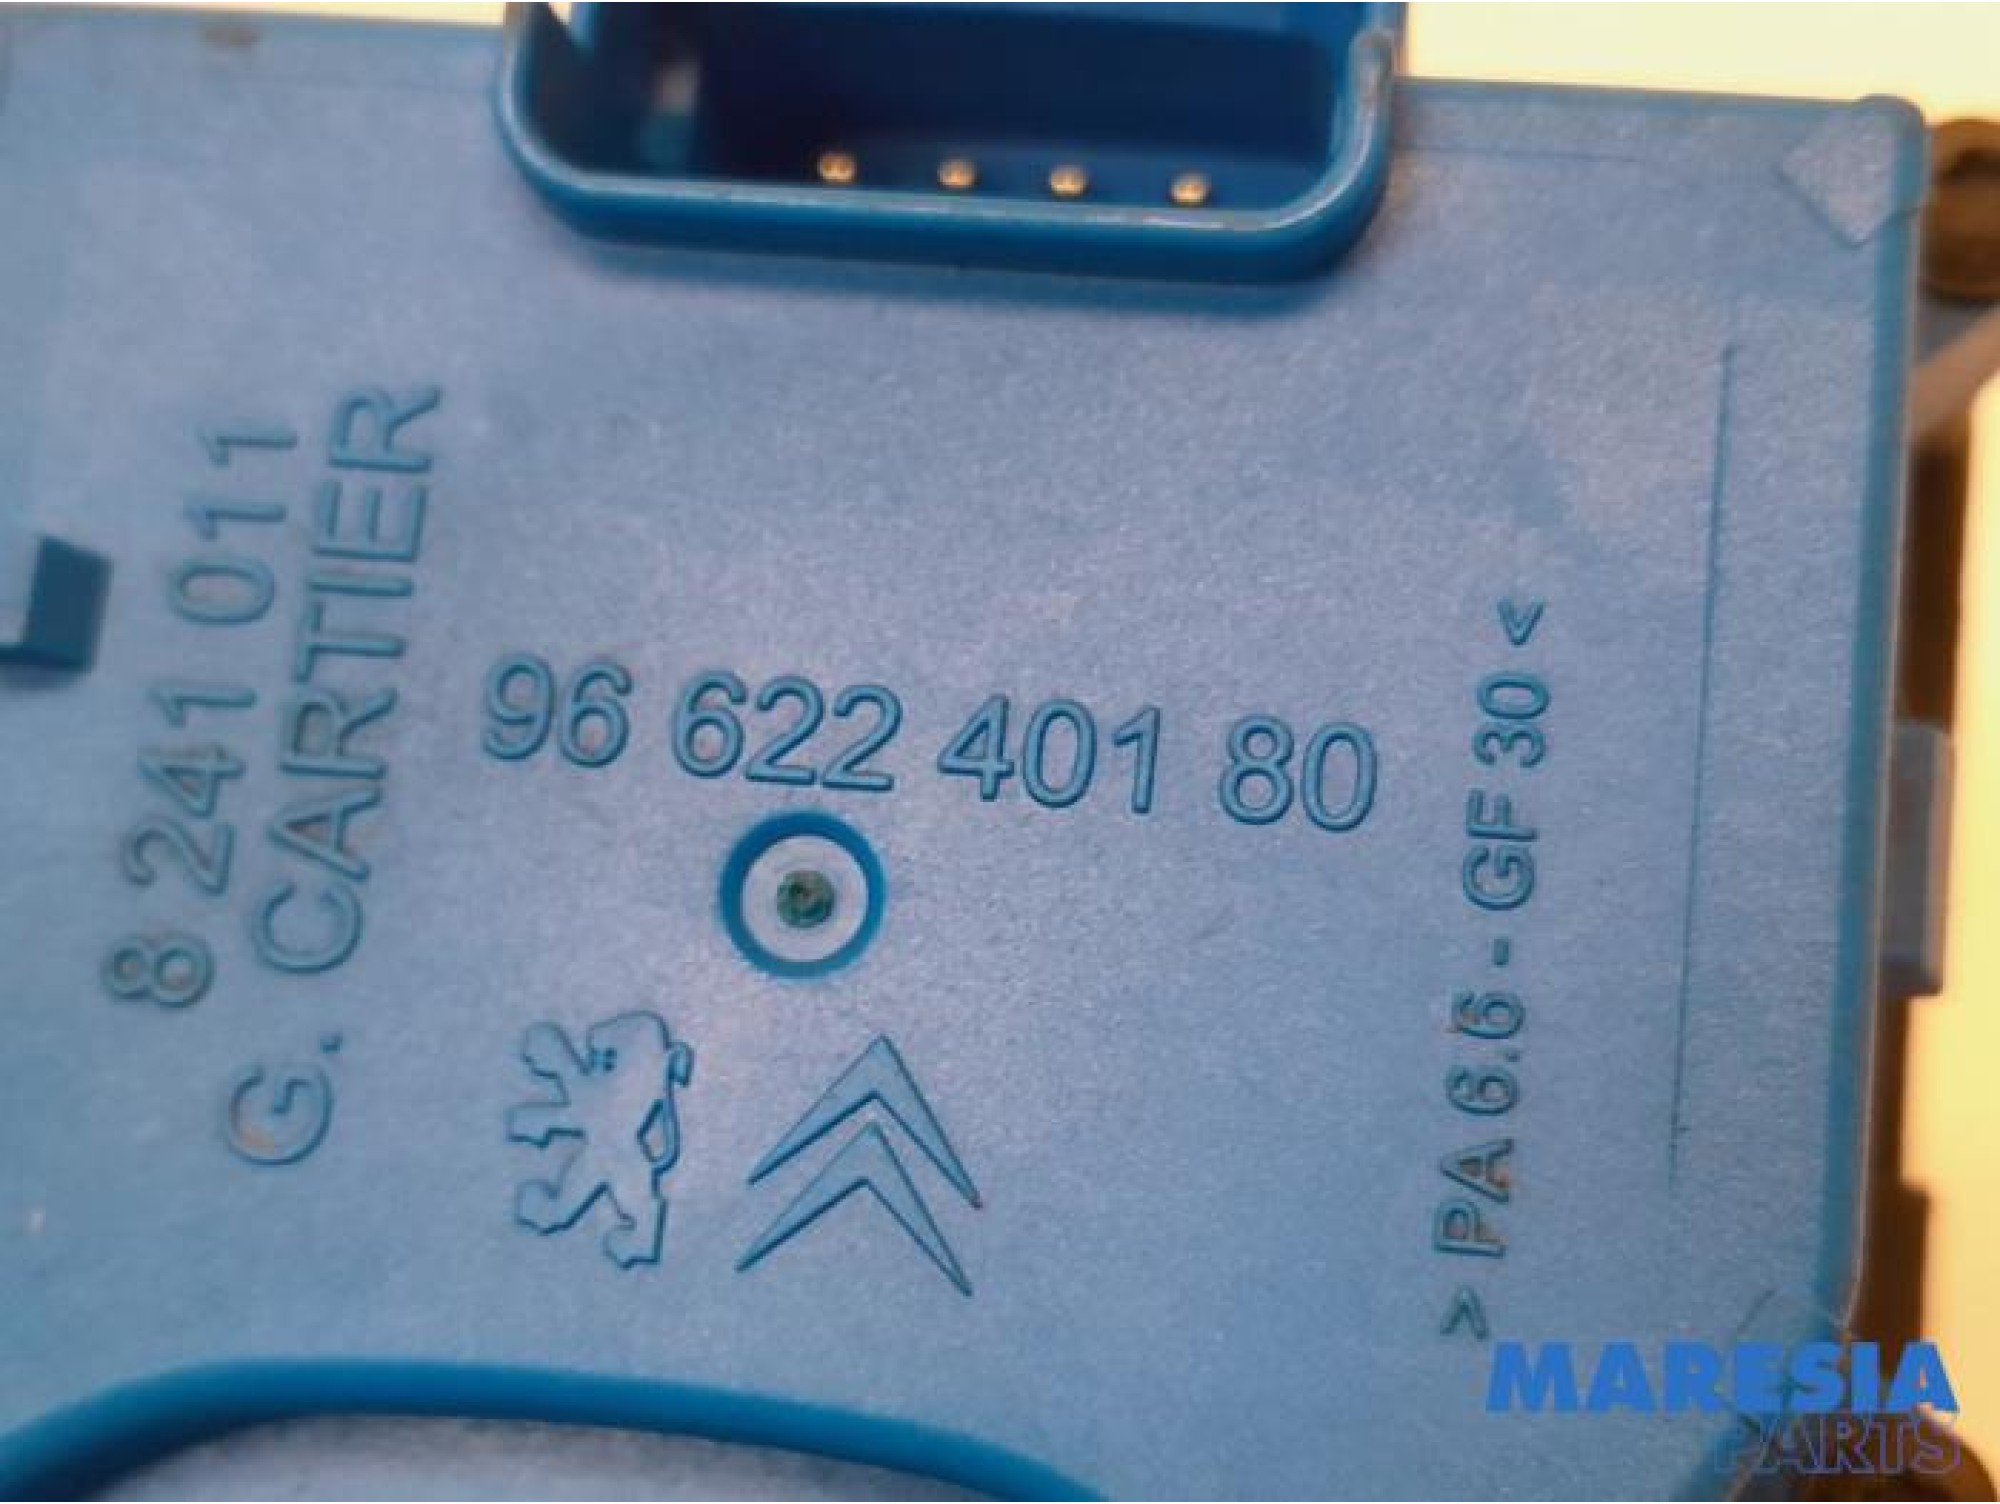 8 241 011
G. CARTIER
96 622 401 80
> PA 6.6 - GF 30 <
MARESIA
PARTS